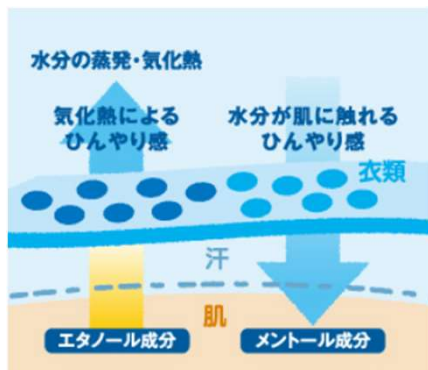 水分の蒸発・気化熱
気化熱による
ひんやり感
水分が肌に触れる
ひんやり感
衣類
汗
肌
エタノール成分
メントール成分